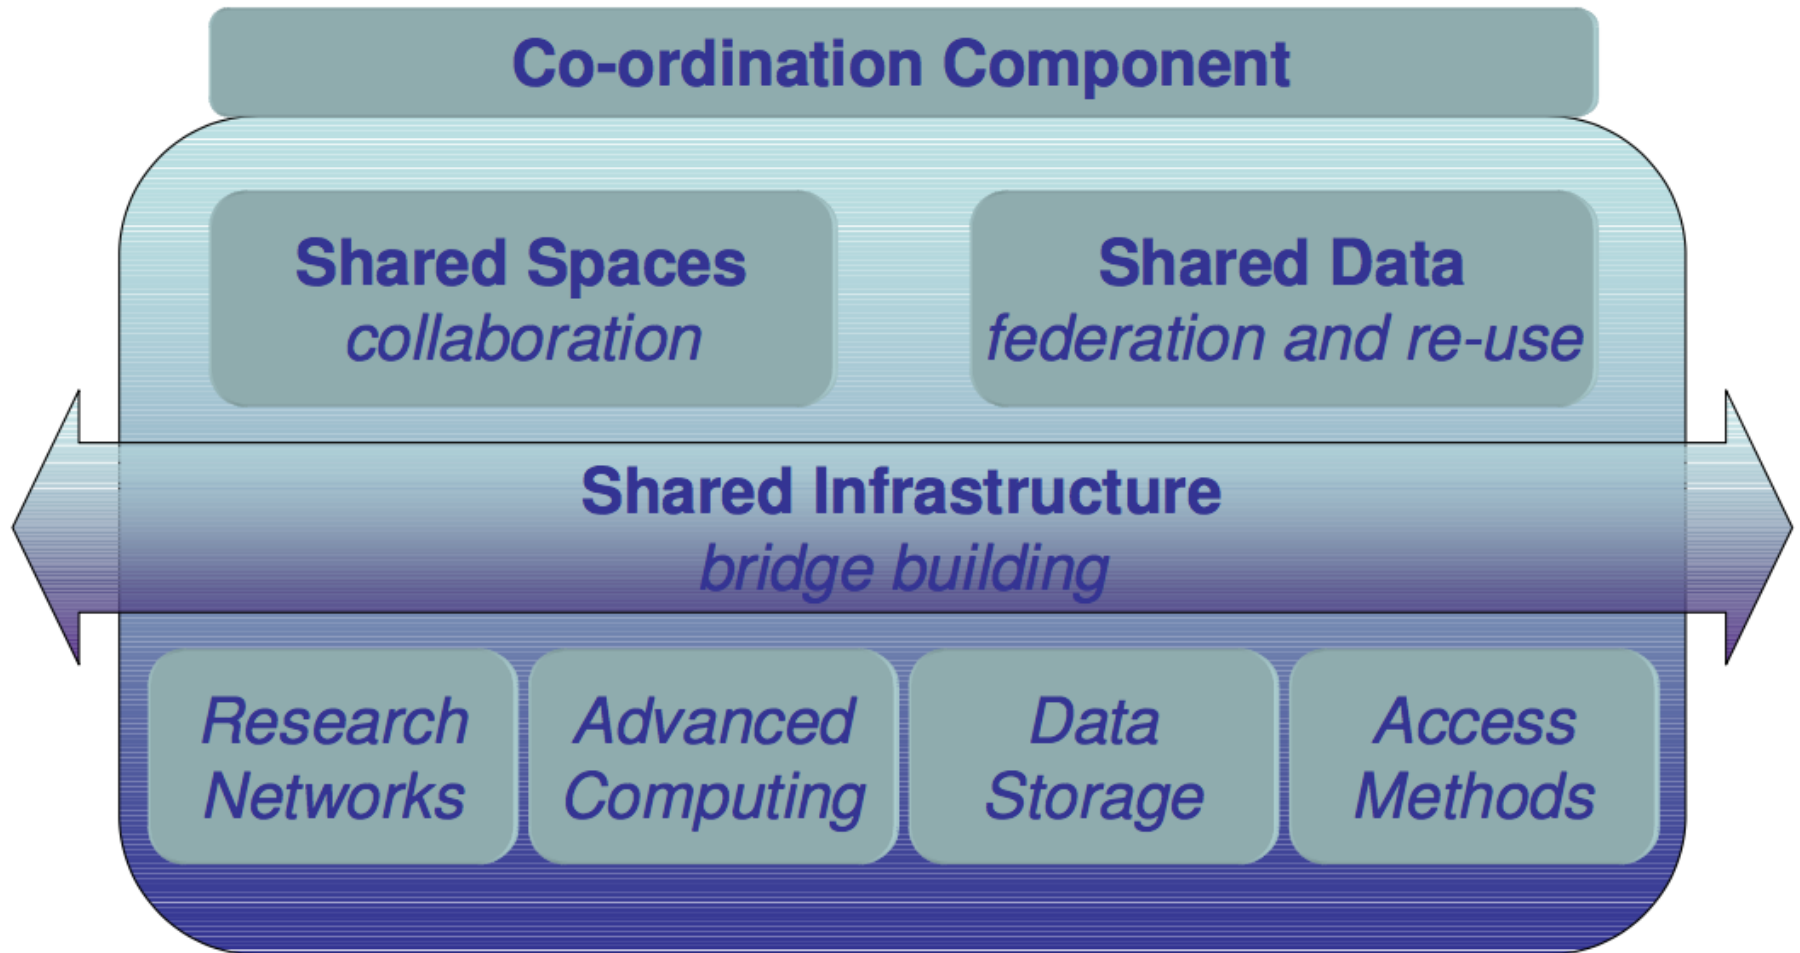 Co-ordination Component
Shared Spaces
collaboration
Shared Data
federation and re-use
Shared Infrastructure
bridge building
Research
Networks
Advanced
Computing
Data
Storage
Access
Methods